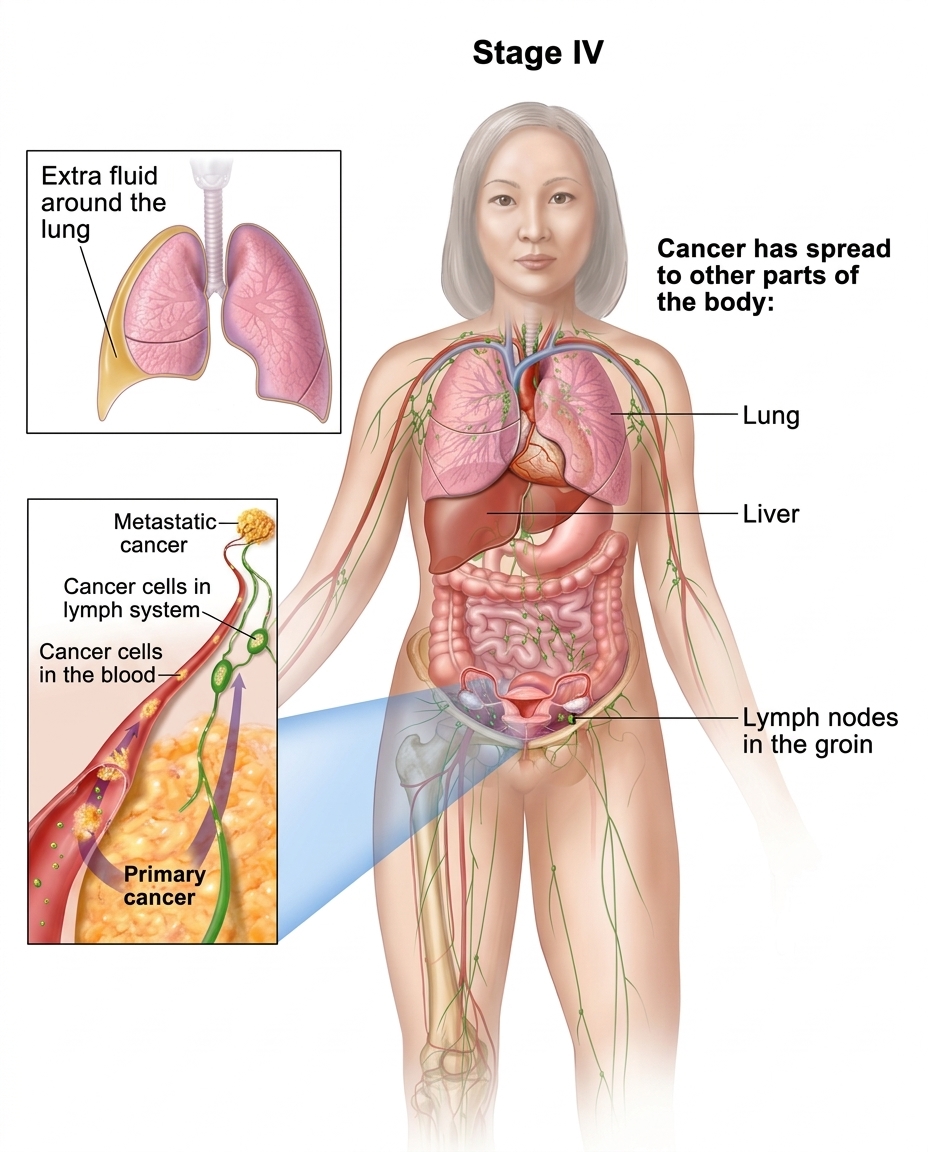 Stage IV
Extra fluid
around the
lung
Cancer has spread
to other parts of
the body:
Lung
Liver
Lymph nodes
in the groin
Metastatic
cancer
Cancer cells in
lymph system
Cancer cells
in the blood
Primary
cancer